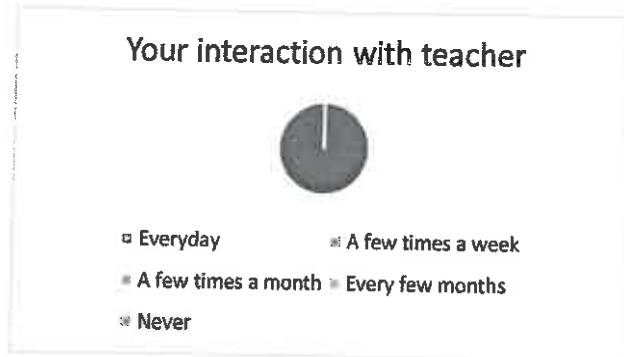 Your interaction with teacher
Everyday A few times a week
A few times a month Every few months
Never